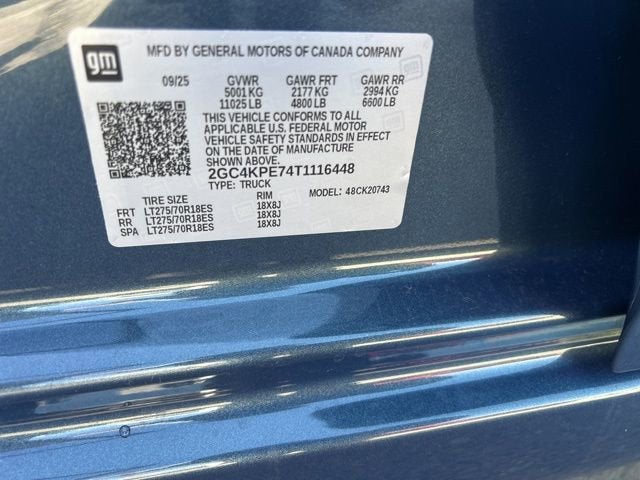 gm
MFD BY GENERAL MOTORS OF CANADA COMPANY
09/25 GVWR GAWR FRT GAWR RR
5001 KG 2177 KG 2994 KG
11025 LB 4800 LB 6600 LB
THIS VEHICLE CONFORMS TO ALL
APPLICABLE U.S. FEDERAL MOTOR
VEHICLE SAFETY STANDARDS IN EFFECT
ON THE DATE OF MANUFACTURE
SHOWN ABOVE.
2GC4KPE74T1116448
TYPE: TRUCK MODEL: 48CK20743
TIRE SIZE RIM
FRT LT275/70R18ES 18X8J
RR LT275/70R18ES 18X8J
SPA LT275/70R18ES 18X8J